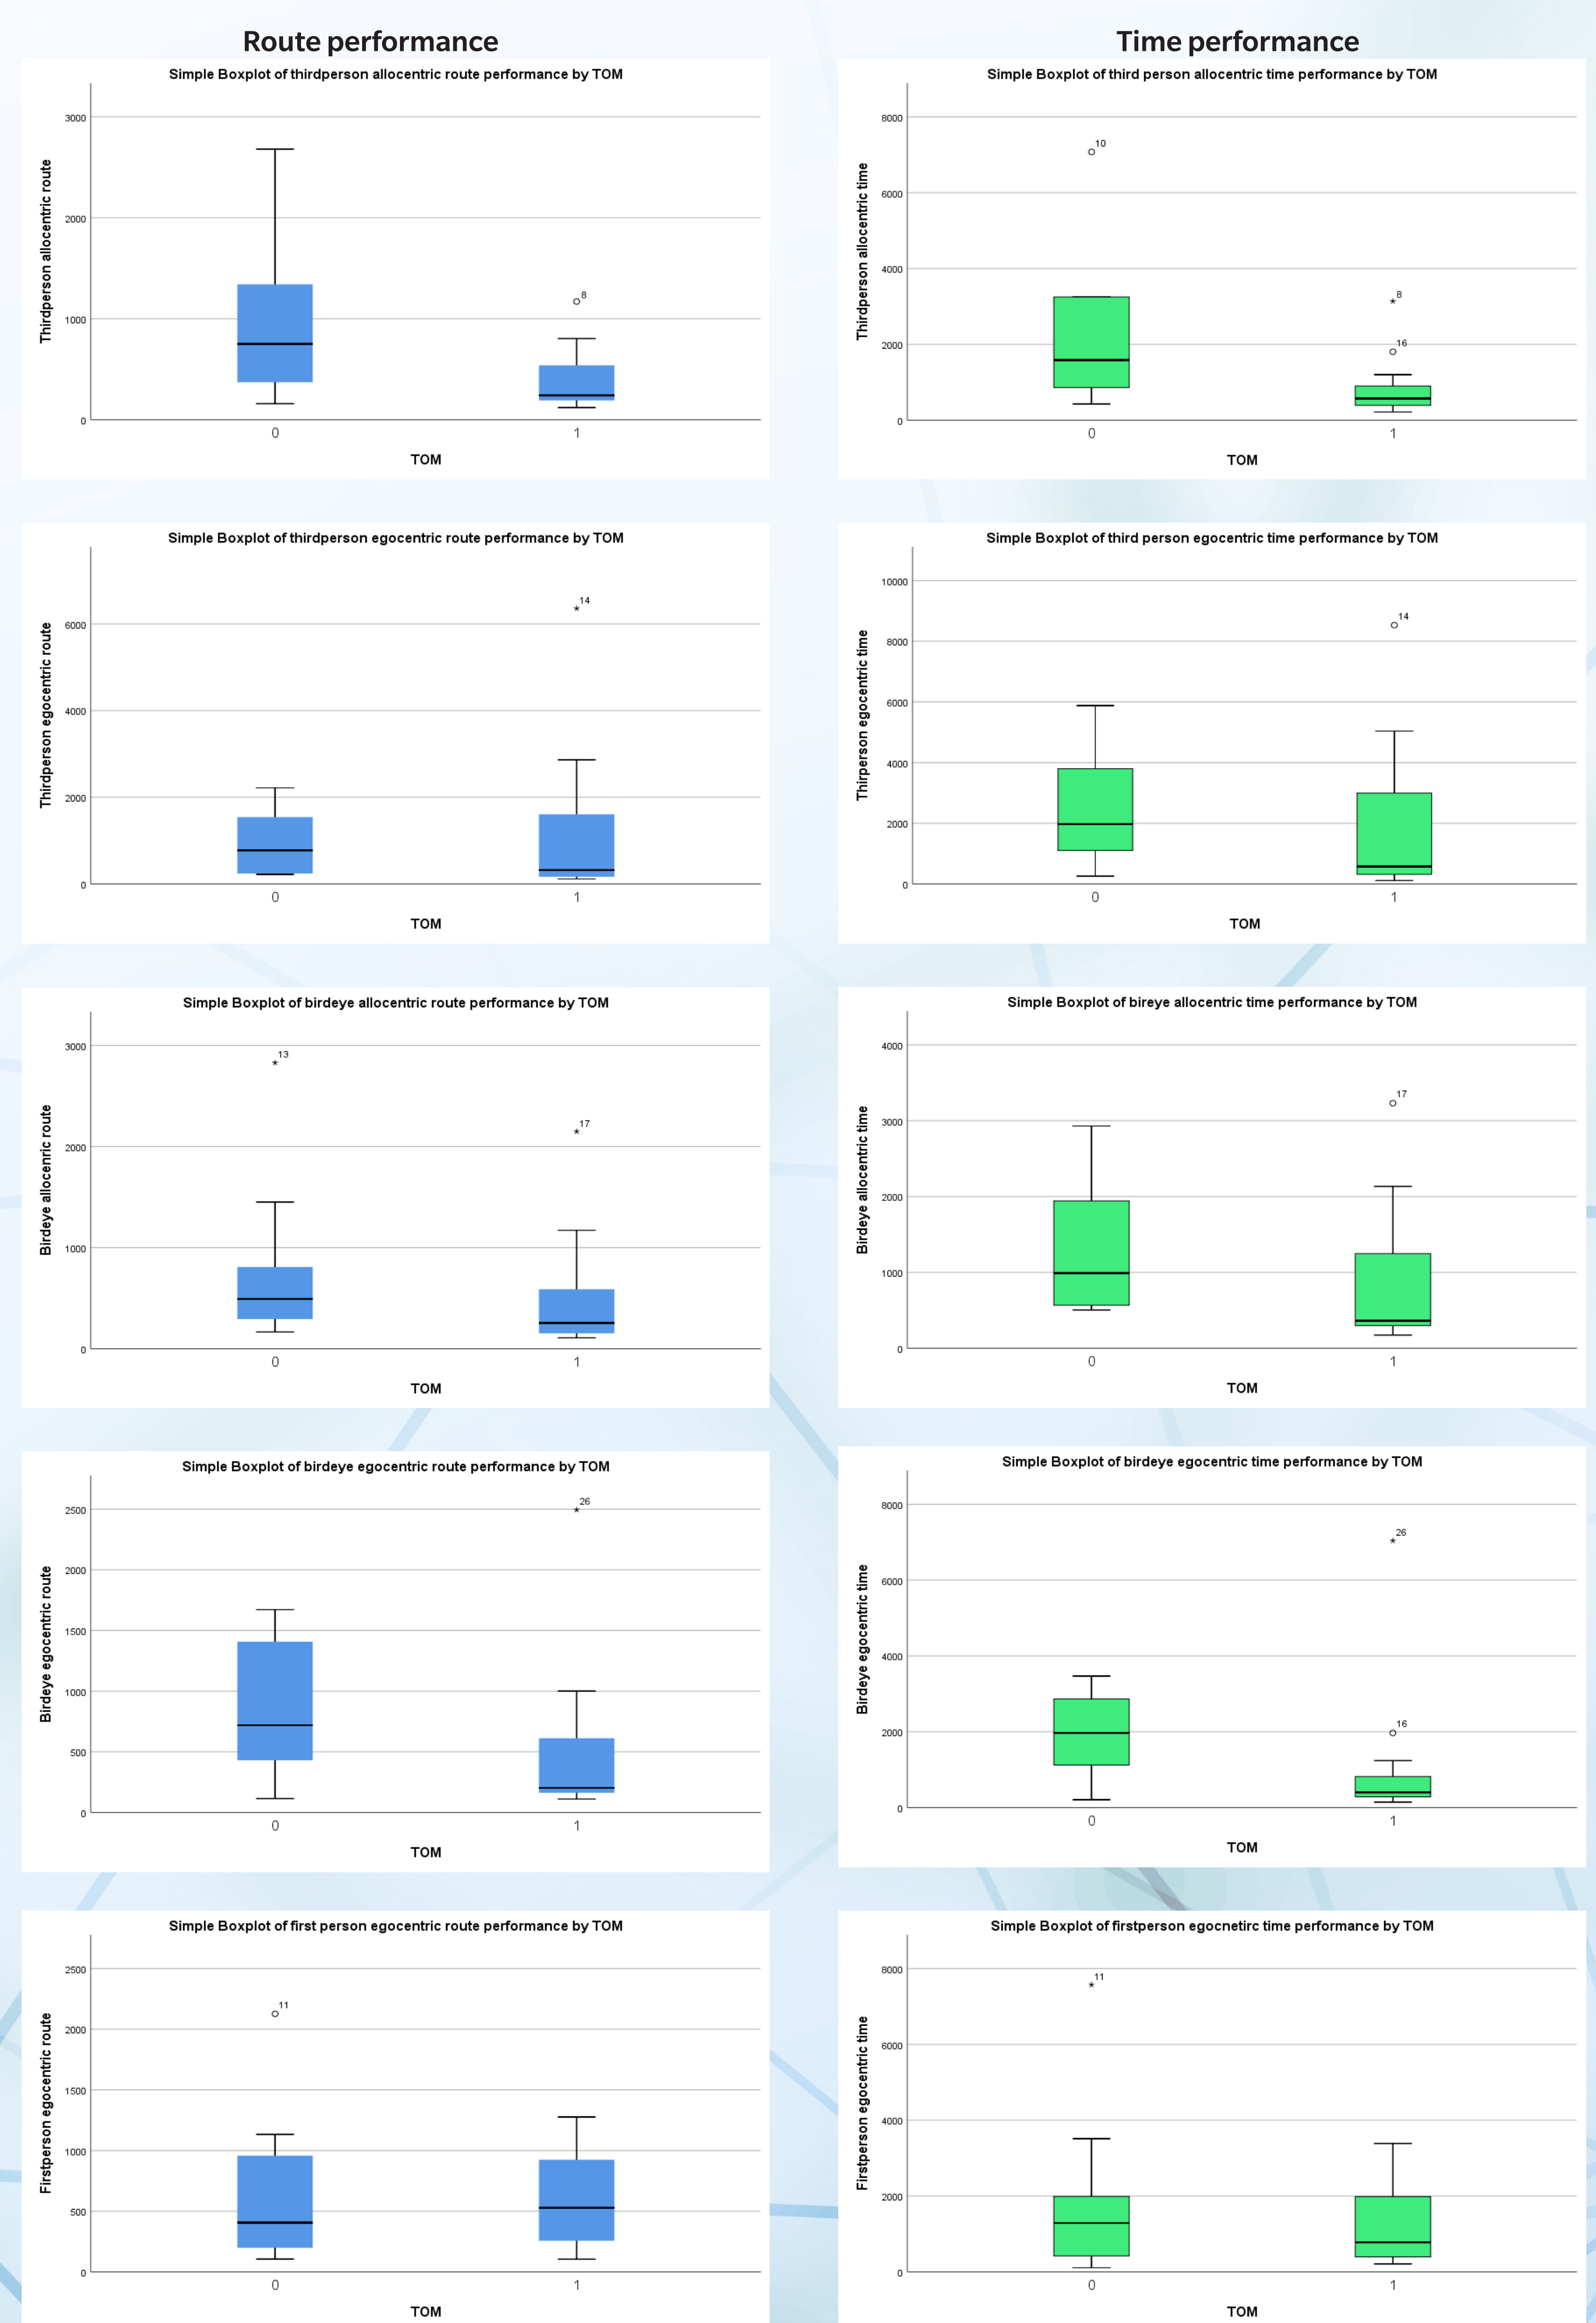 Route performance
Time performance
Simple Boxplot of thirdperson allocentric route performance by TOM
Thirdperson allocentric route
3000
2000
1000
0
8
0 1
TOM
Simple Boxplot of third person allocentric time performance by TOM
Thirdperson allocentric time
8000
6000
4000
2000
0
10
8
16
0 1
TOM
Simple Boxplot of thirdperson egocentric route performance by TOM
Thirdperson egocentric route
6000
4000
2000
0
14
0 1
TOM
Simple Boxplot of third person egocentric time performance by TOM
Thirperson egocentric time
10000
8000
6000
4000
2000
0
14
0 1
TOM
Simple Boxplot of birdeye allocentric route performance by TOM
Birdeye allocenric route
3000
2000
1000
0
13
17
0 1
TOM
Simple Boxplot of bireye allocentric time performance by TOM
Birdeye allocentric time
4000
3000
2000
1000
0
17
0 1
TOM
Simple Boxplot of birdeye egocentric route performance by TOM
Birdeye egocentric route
2500
2000
1500
1000
500
0
26
0 1
TOM
Simple Boxplot of birdeye egocentric time performance by TOM
Birdeye egocentric time
8000
6000
4000
2000
0
26
16
0 1
TOM
Simple Boxplot of first person egocentric route performance by TOM
Firstperson egocentric route
2500
2000
1500
1000
500
0
11
0 1
TOM
Simple Boxplot of firstperson egocnetirc time performance by TOM
Firstperson egocentric time
8000
6000
4000
2000
0
11
0 1
TOM